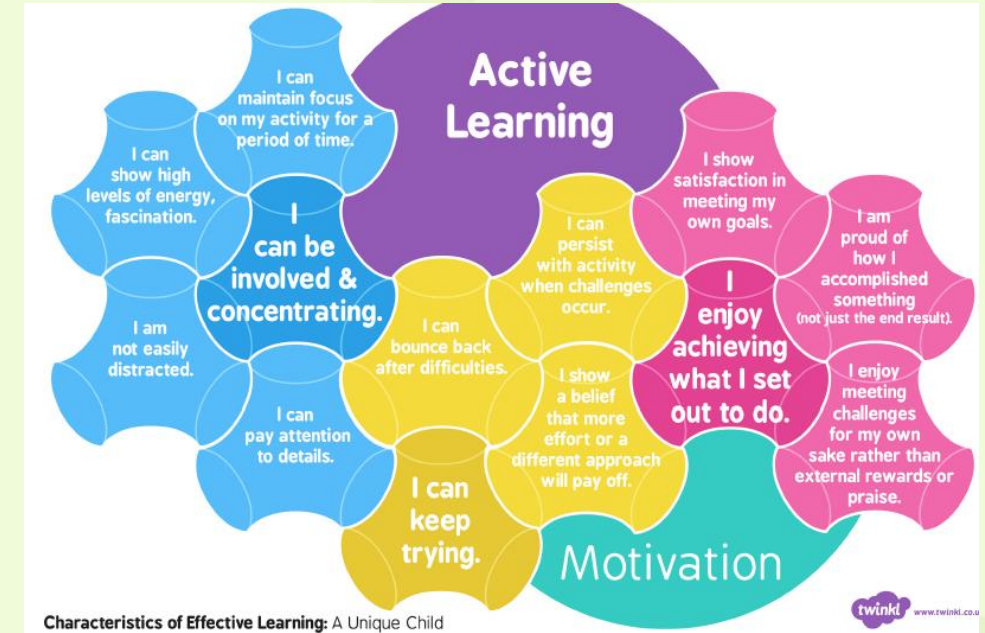 Active
Learning
I can
maintain focus
on my activity for a
period of time.
I can
show high
levels of energy,
fascination.
I
can be
involved &
concentrating.
I am
not easily
distracted.
I can
pay attention
to details.
I can
bounce back
after difficulties.
I can
persist
with activity
when challenges
occur.
I show
a belief
that more
effort or a
different approach
will pay off.
I can
keep
trying.
I show
satisfaction in
meeting my
own goals.
I am
proud of
how I
accomplished
something
(not just the end result).
I
enjoy
achieving
what I set
out to do.
I enjoy
meeting
challenges
for my own
sake rather than
external rewards or
praise.
Motivation
Characteristics of Effective Learning: A Unique Child
twinkl
www.twinkl.co.u